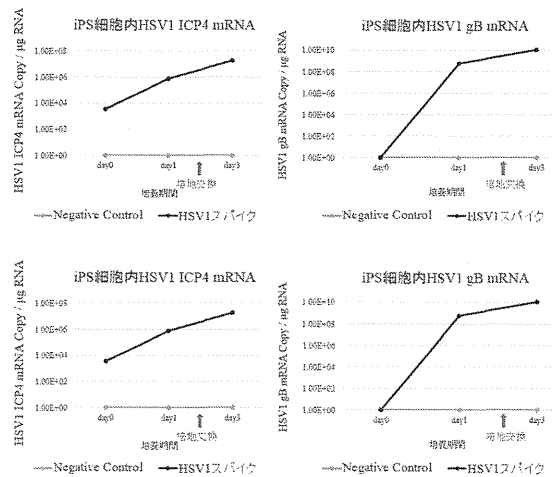 iPS細胞内HSV1 ICP4 mRNA
HSV1 ICP4 mRNA Copy / μg RNA
1.00E+08
1.00E+06
1.00E+04
1.00E+02
1.00E+00
day0
day1
day3
培地交換
培養期間
Negative Control
HSV1スパイク
iPS細胞内HSV1 gB mRNA
HSV1 gB mRNA Copy / μg RNA
1.00E+10
1.00E+08
1.00E+06
1.00E+04
1.00E+02
1.00E+00
day0
day1
day3
培地交換
培養期間
Negative Control
HSV1スパイク
iPS細胞内HSV1 ICP4 mRNA
HSV1 ICP4 mRNA Copy / μg RNA
1.00E+08
1.00E+06
1.00E+04
1.00E+02
1.00E+00
day0
day1
day3
培地交換
培養期間
Negative Control
HSV1スパイク
iPS細胞内HSV1 gB mRNA
HSV1 gB mRNA Copy / μg RNA
1.00E+10
1.00E+08
1.00E+06
1.00E+04
1.00E+02
1.00E+00
day0
day1
day3
培地交換
培養期間
Negative Control
HSV1スパイク